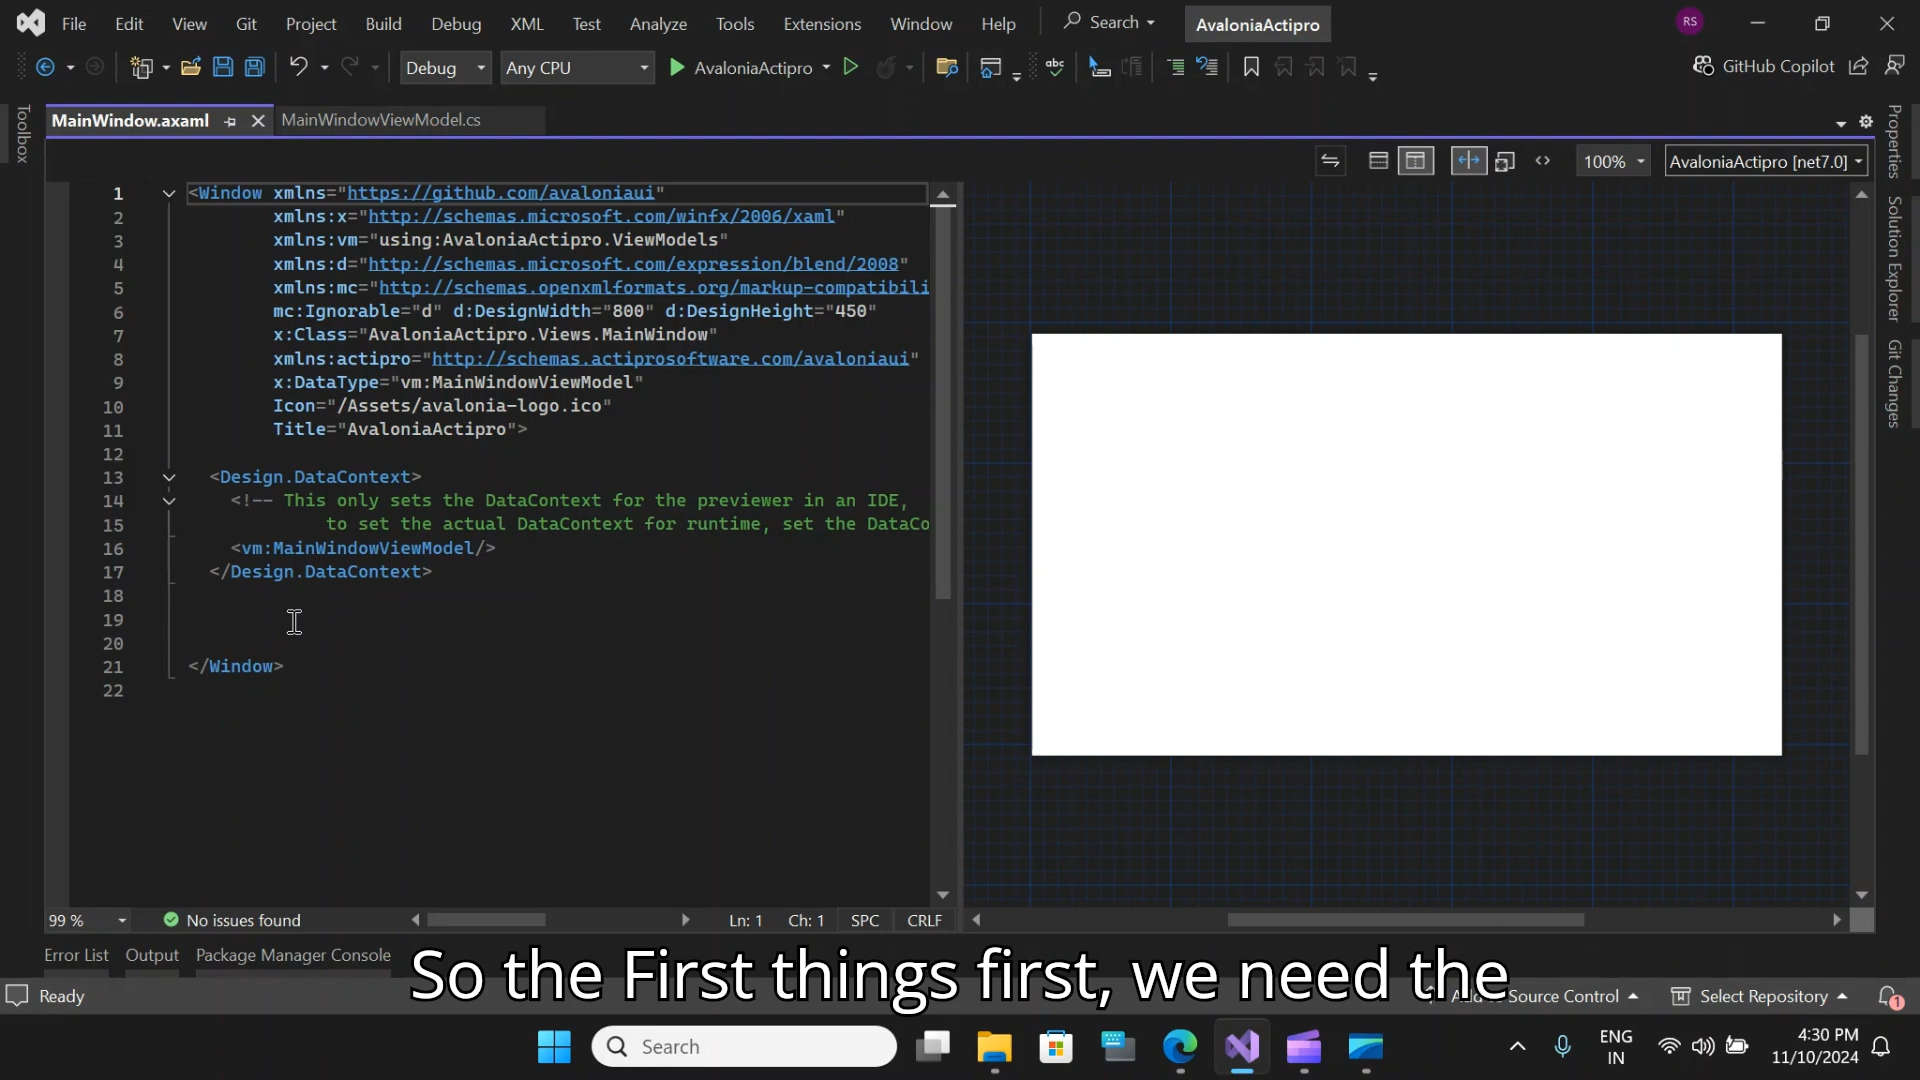 File Edit View Git Project Build Debug XML Test Analyze Tools Extensions Window Help Search AvaloniaActipro RS
Debug Any CPU AvaloniaActipro GitHub Copilot
MainWindow.axaml MainWindowViewModel.cs
100% AvaloniaActipro [net7.0]
Toolbox
Properties
Solution Explorer
Git Changes
1 <Window xmlns="https://github.com/avaloniaui"
2 xmlns:x="http://schemas.microsoft.com/winfx/2006/xaml"
3 xmlns:vm="using:AvaloniaActipro.ViewModels"
4 xmlns:d="http://schemas.microsoft.com/expression/blend/2008"
5 xmlns:mc="http://schemas.openxmlformats.org/markup-compatibili
6 mc:Ignorable="d" d:DesignWidth="800" d:DesignHeight="450"
7 x:Class="AvaloniaActipro.Views.MainWindow"
8 xmlns:actipro="http://schemas.actiprosoftware.com/avaloniaui"
9 x:DataType="vm:MainWindowViewModel"
10 Icon="/Assets/avalonia-logo.ico"
11 Title="AvaloniaActipro">
12
13 <Design.DataContext>
14 <!-- This only sets the DataContext for the previewer in an IDE,
15 to set the actual DataContext for runtime, set the DataCo
16 <vm:MainWindowViewModel/>
17 </Design.DataContext>
18
19
20
21 </Window>
22
99 % No issues found Ln: 1 Ch: 1 SPC CRLF
Error List Output Package Manager Console
So the First things first, we need the
Ready Source Control Select Repository 1
Search ENG IN 4:30 PM 11/10/2024